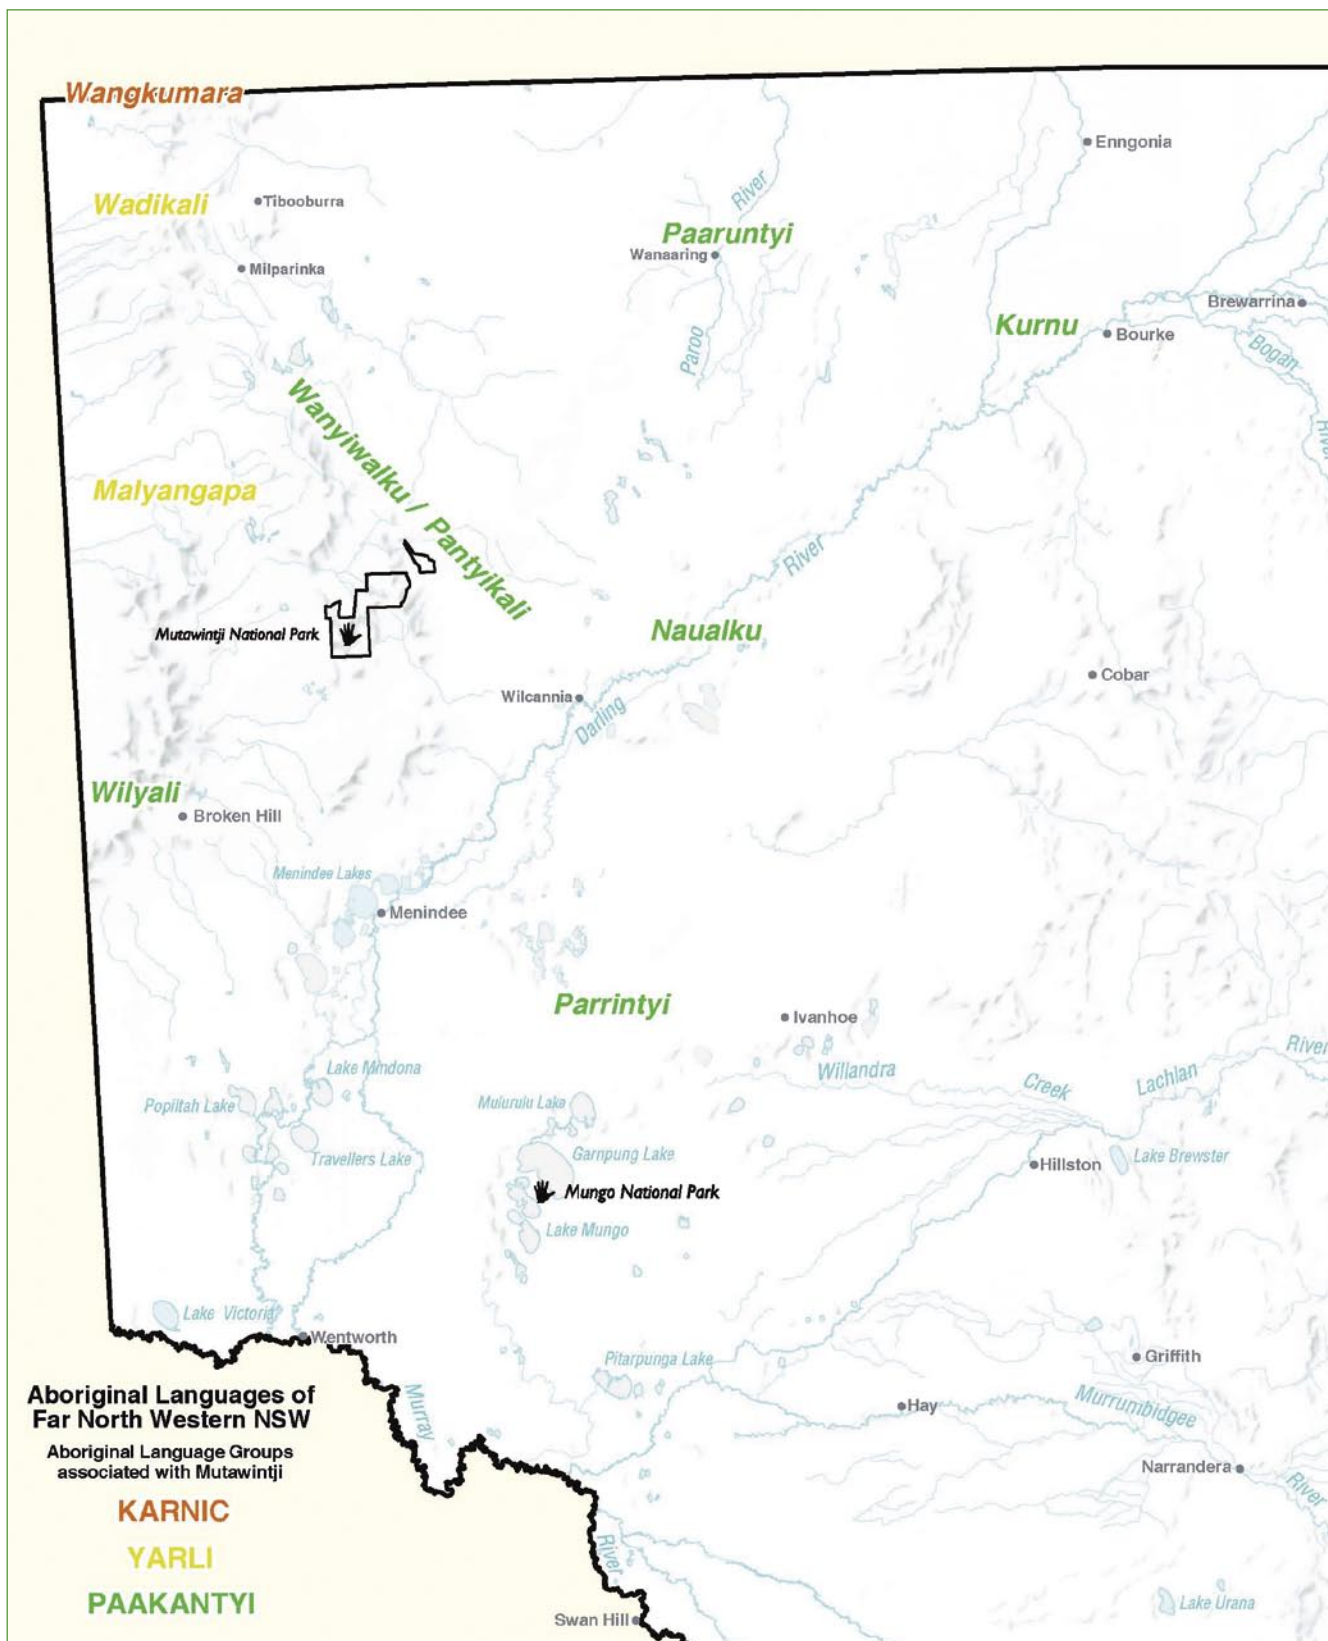 Wangkumara
Enngonia
Wadikali
Tibooburra
River
Paaruntyi
Wanaaring
Milparinka
Brewarrina
Kurnu
Bourke
Paroo
Bogan
River
Wanyiwalku / Pantyikali
Malyangapa
River
Mutawintji National Park
Naualku
Cobar
Wilcannia
Darling
Wilyali
Broken Hill
Menindee Lakes
Menindee
Parrintyi
Ivanhoe
River
Lake Mindona
Willandra
Creek
Lachlan
Popiltah Lake
Mulurulu Lake
Travellers Lake
Garnpung Lake
Hillston
Lake Brewster
Mungo National Park
Lake Mungo
Lake Victoria
Wentworth
Pitarpunga Lake
Griffith
Murray
Hay
Murrumbidgee
Narrandera
River
River
Lake Urana
Swan Hill
Aboriginal Languages of
Far North Western NSW
Aboriginal Language Groups
associated with Mutawintji
KARNIC
YARLI
PAAKANTYI